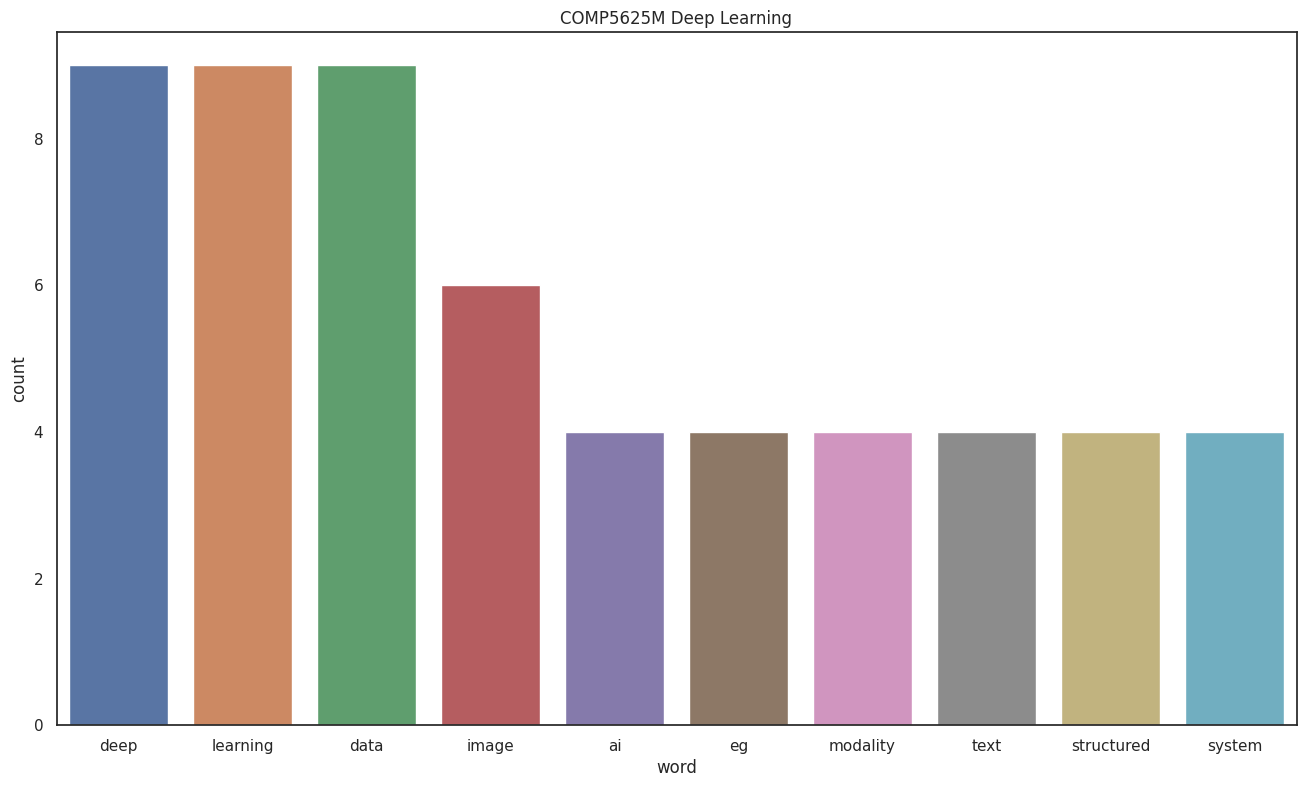 COMP5625M Deep Learning
8
6
4
2
0
count
deep learning data image ai eg modality text structured system
word